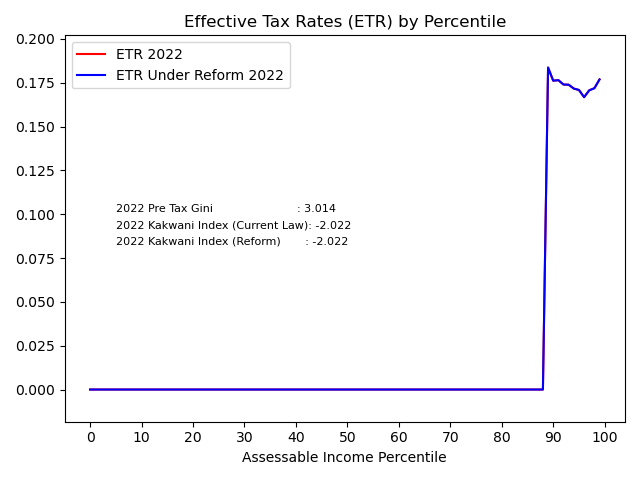 Effective Tax Rates (ETR) by Percentile
ETR 2022
ETR Under Reform 2022
0.200
0.175
0.150
0.125
0.100
0.075
0.050
0.025
0.000
2022 Pre Tax Gini : 3.014
2022 Kakwani Index (Current Law): -2.022
2022 Kakwani Index (Reform) : -2.022
0 10 20 30 40 50 60 70 80 90 100
Assessable Income Percentile